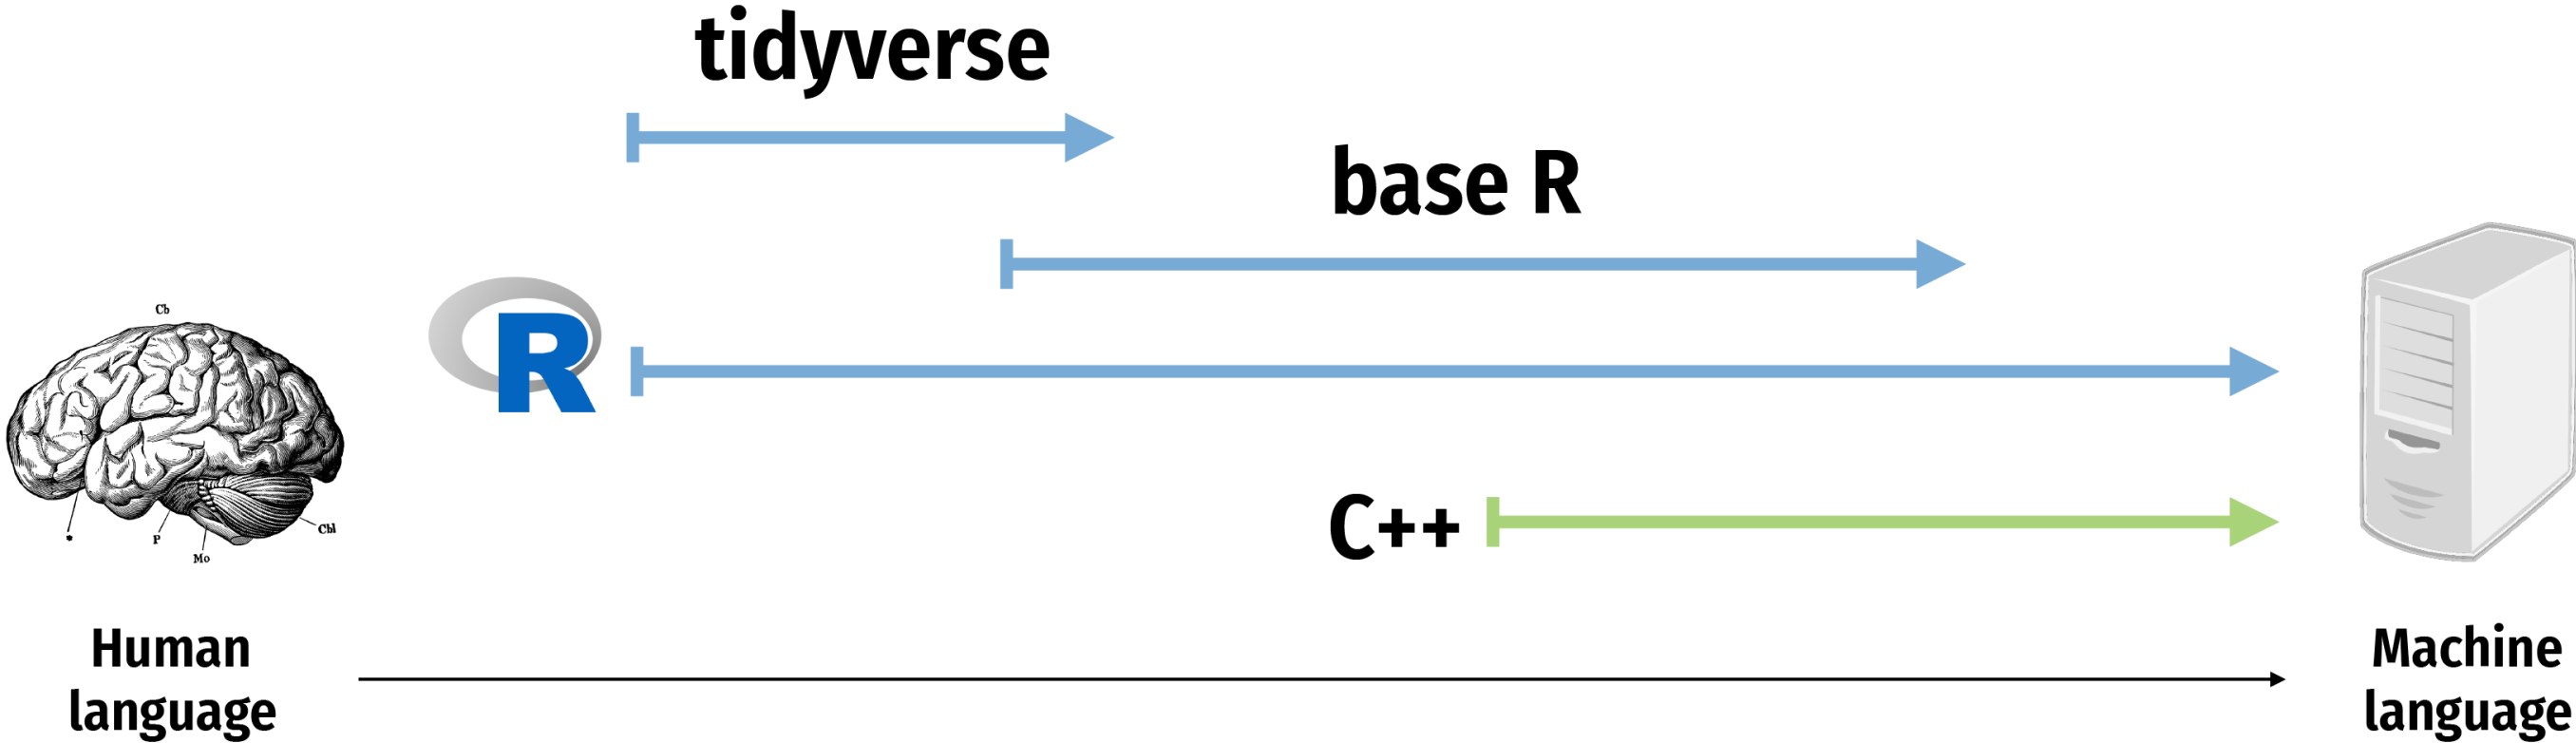 tidyverse
base R
R
Cb
*
P
Mo
Cbl
C++
Human
language
Machine
language